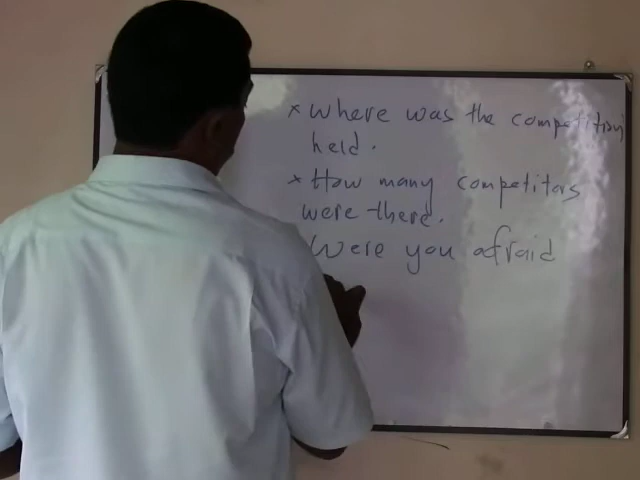 × Where was the competition
held.
× How many competitors
were there.
Were you afraid